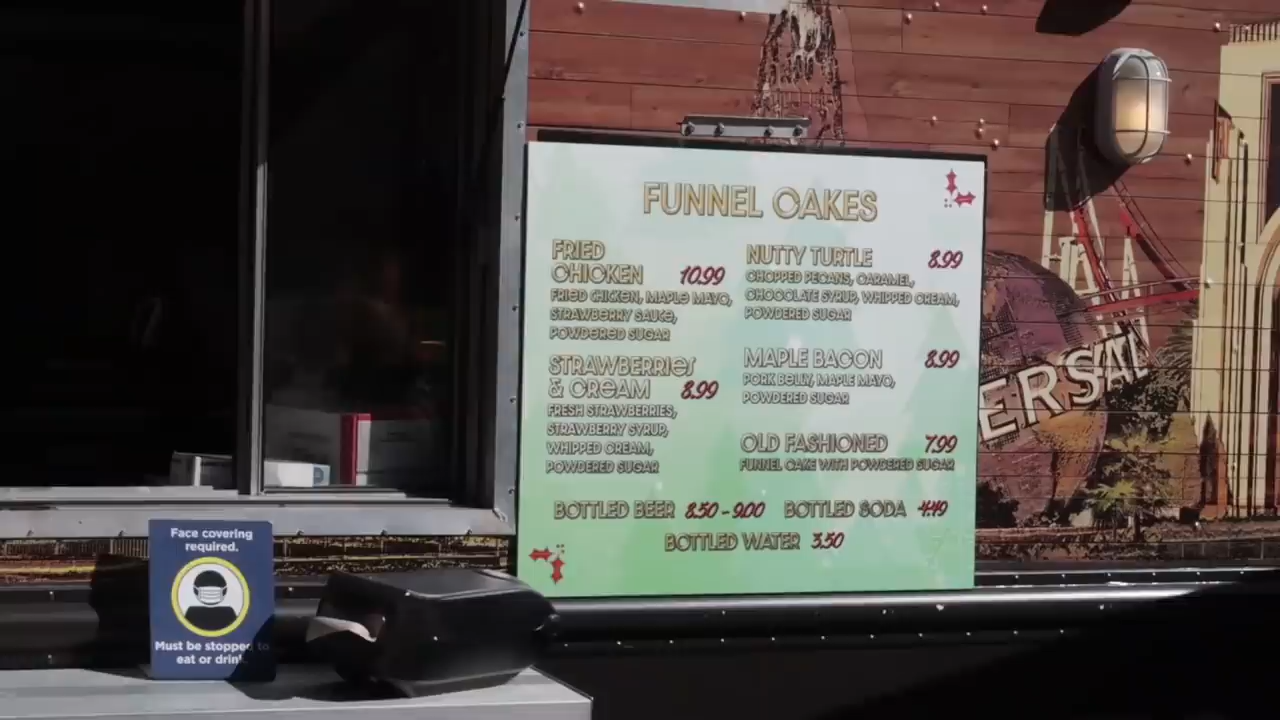 FUNNEL CAKES
FRIED
CHICKEN 10.99
FRIED CHICKEN, MAPLE MAYO,
STRAWBERRY SAUCE,
POWDERED SUGAR
STRAWBERRIES
& CREAM 8.99
FRESH STRAWBERRIES,
STRAWBERRY SYRUP,
WHIPPED CREAM,
POWDERED SUGAR
NUTTY TURTLE 8.99
CHOPPED PECANS, CARAMEL,
CHOCOLATE SYRUP, WHIPPED CREAM,
POWDERED SUGAR
MAPLE BACON 8.99
PORK BELLY, MAPLE MAYO,
POWDERED SUGAR
OLD FASHIONED 7.99
FUNNEL CAKE WITH POWDERED SUGAR
BOTTLED BEER 8.50 - 9.00 BOTTLED SODA 4.49
BOTTLED WATER 3.50
ERSAL
Face covering
required.
Must be stopped to
eat or drink.